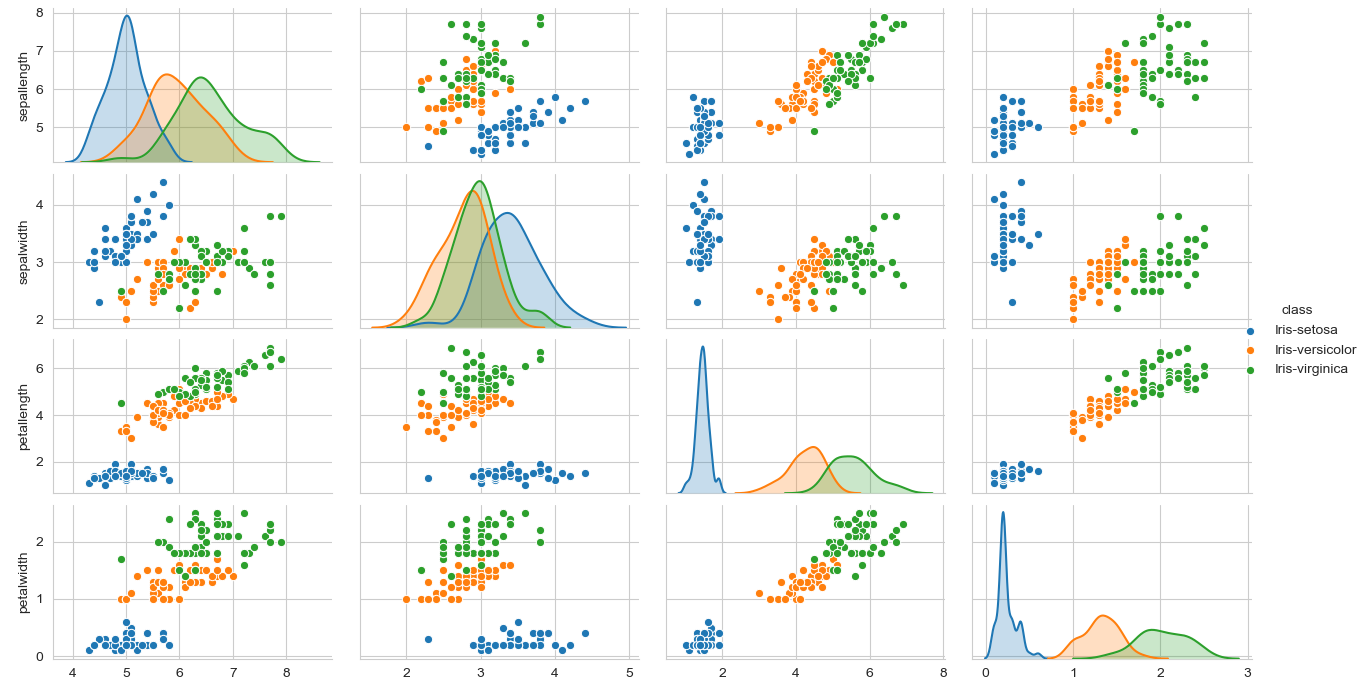 8
7
6
5
sepallength
4
3
2
sepalwidth
6
4
2
petallength
2
1
0
petalwidth
4 5 6 7 8
2 3 4 5
2 4 6 8
0 1 2 3
class
Iris-setosa
Iris-versicolor
Iris-virginica